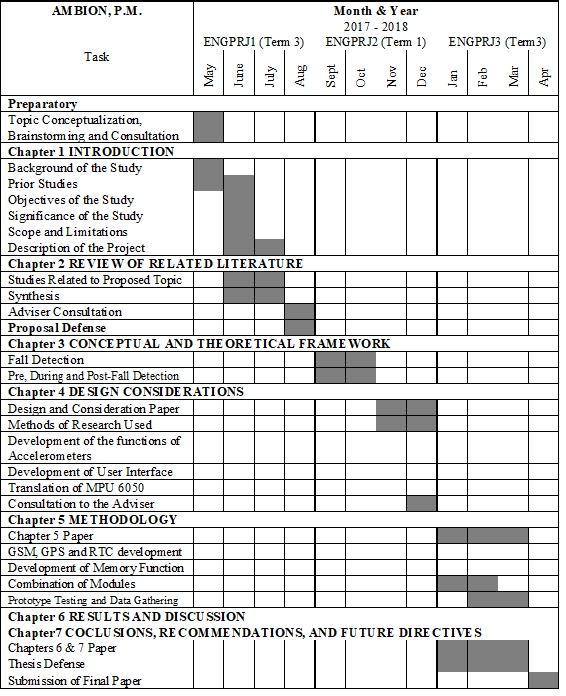 AMBION, P.M.
Month & Year
2017 - 2018
Task
ENGPRJ1 (Term 3)
ENGPRJ2 (Term 1)
ENGPRJ3 (Term3)
May
June
July
Aug
Sept
Oct
Nov
Dec
Jan
Feb
Mar
Apr
Preparatory
Topic Conceptualization,
Brainstorming and Consultation
Chapter 1 INTRODUCTION
Background of the Study
Prior Studies
Objectives of the Study
Significance of the Study
Scope and Limitations
Description of the Project
Chapter 2 REVIEW OF RELATED LITERATURE
Studies Related to Proposed Topic
Synthesis
Adviser Consultation
Proposal Defense
Chapter 3 CONCEPTUAL AND THEORETICAL FRAMEWORK
Fall Detection
Pre, During and Post-Fall Detection
Chapter 4 DESIGN CONSIDERATIONS
Design and Consideration Paper
Methods of Research Used
Development of the functions of
Accelerometers
Development of User Interface
Translation of MPU 6050
Consultation to the Adviser
Chapter 5 METHODOLOGY
Chapter 5 Paper
GSM, GPS and RTC development
Development of Memory Function
Combination of Modules
Prototype Testing and Data Gathering
Chapter 6 RESULTS AND DISCUSSION
Chapter7 COCLUSIONS, RECOMMENDATIONS, AND FUTURE DIRECTIVES
Chapters 6 & 7 Paper
Thesis Defense
Submission of Final Paper